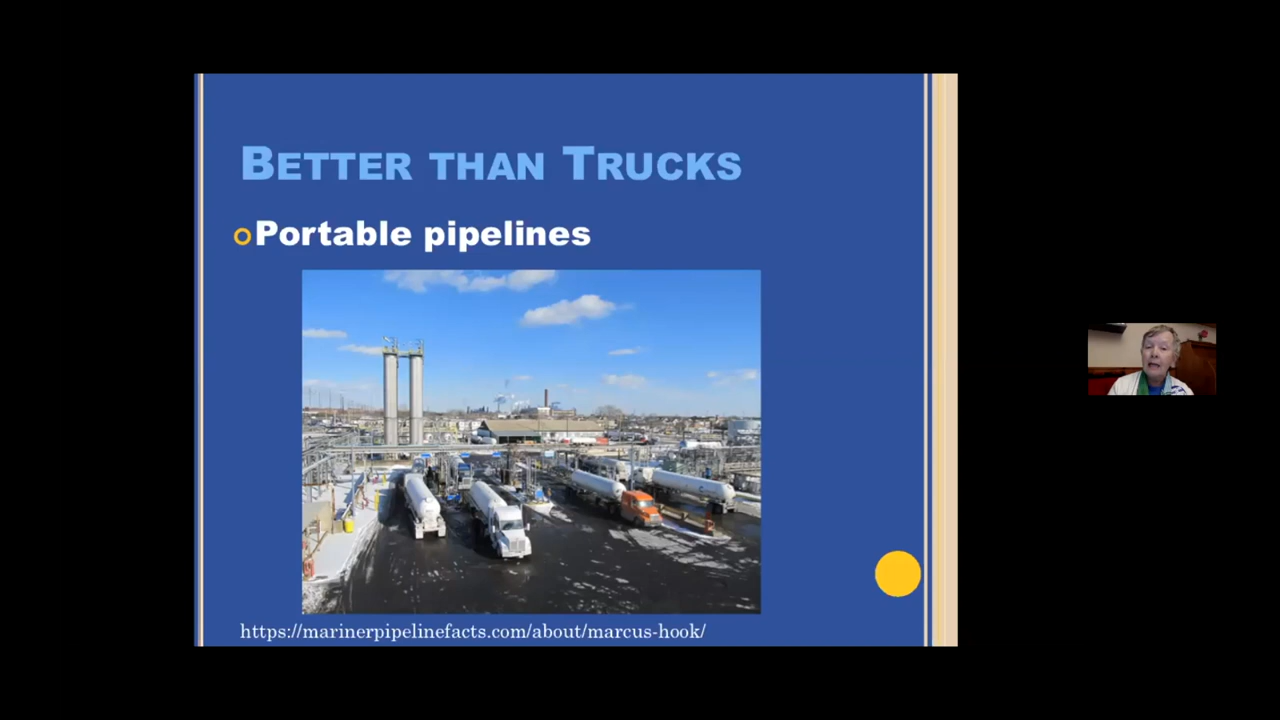 Better than Trucks
Portable pipelines
https://marinerpipelinefacts.com/about/marcus-hook/